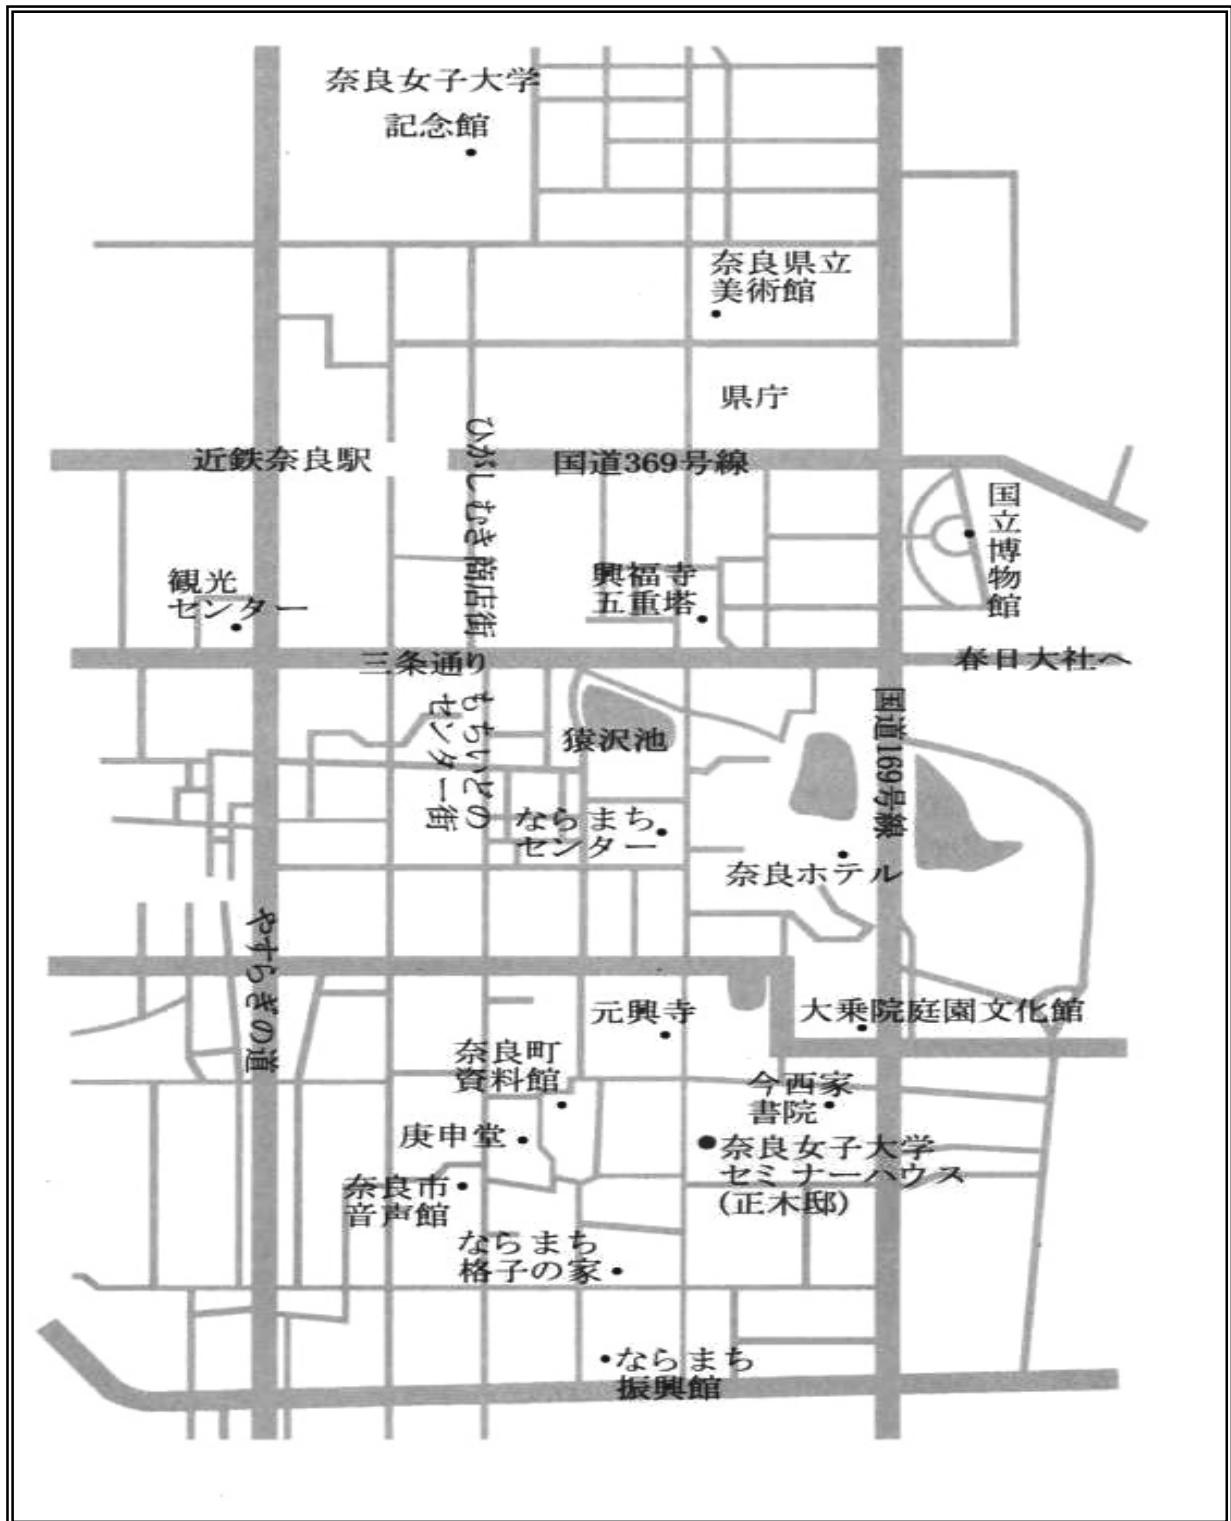 奈良女子大学
記念館
奈良県立
美術館
県庁
ひがしむき商店街
近鉄奈良駅
国道369号線
国立博物館
観光
センター
興福寺
五重塔
三条通り
春日大社へ
もちいどの
センター街
猿沢池
国道169号線
ならまち
センター
奈良ホテル
やすらぎの道
元興寺
大乗院庭園文化館
奈良町
資料館
今西家
書院
庚申堂
奈良女子大学
セミナーハウス
(正木邸)
奈良市
音声館
ならまち
格子の家
ならまち
振興館